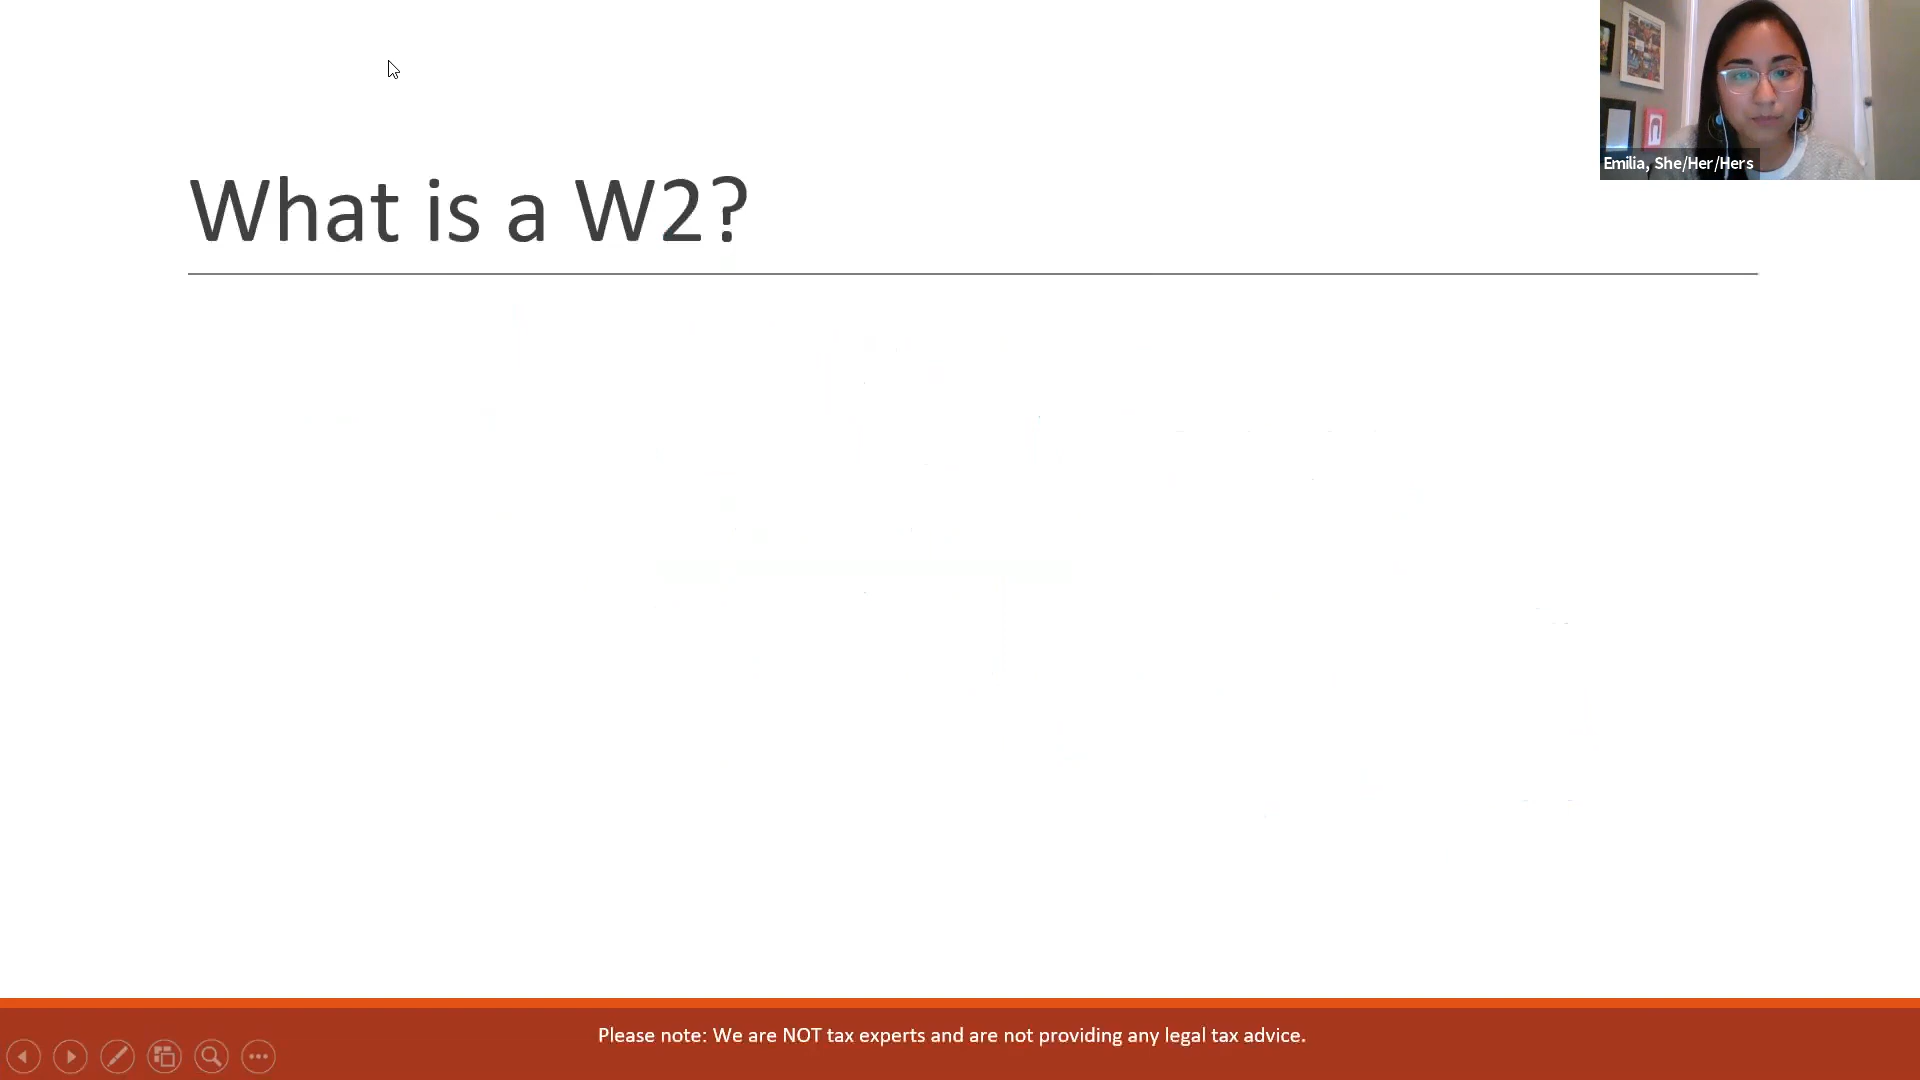 Emilia, She/Her/Hers
What is a W2?
Please note: We are NOT tax experts and are not providing any legal tax advice.